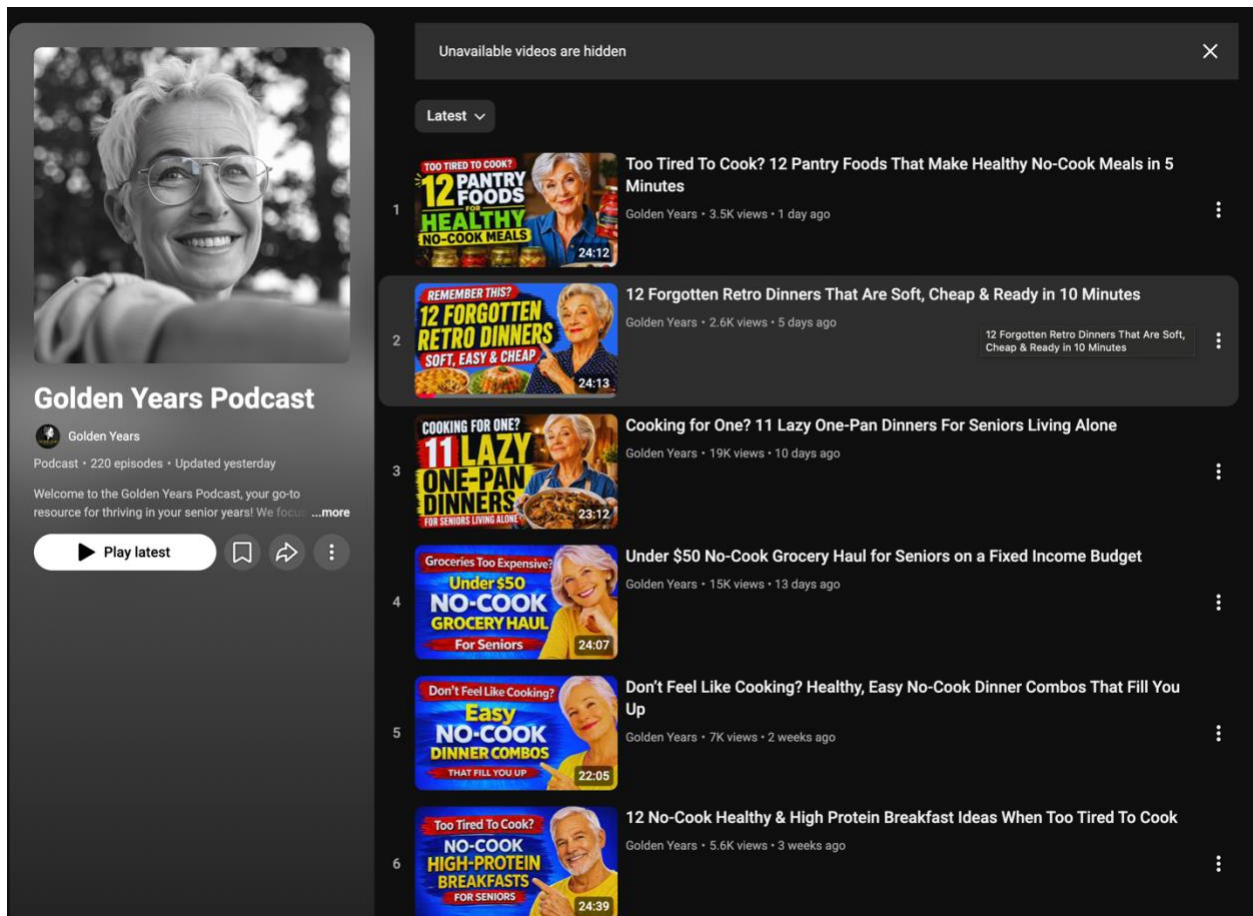 Unavailable videos are hidden
Latest
Golden Years Podcast
Golden Years
Podcast • 220 episodes • Updated yesterday
Welcome to the Golden Years Podcast, your go-to
resource for thriving in your senior years! We focus ...more
Play latest
1
TOO TIRED TO COOK?
12 PANTRY
FOODS
FOR
HEALTHY
NO-COOK MEALS
24:12
Too Tired To Cook? 12 Pantry Foods That Make Healthy No-Cook Meals in 5
Minutes
Golden Years • 3.5K views • 1 day ago
2
REMEMBER THIS?
12 FORGOTTEN
RETRO DINNERS
SOFT, EASY & CHEAP
24:13
12 Forgotten Retro Dinners That Are Soft, Cheap & Ready in 10 Minutes
Golden Years • 2.6K views • 5 days ago
12 Forgotten Retro Dinners That Are Soft,
Cheap & Ready in 10 Minutes
3
COOKING FOR ONE?
11 LAZY
ONE-PAN
DINNERS
FOR SENIORS LIVING ALONE
23:12
Cooking for One? 11 Lazy One-Pan Dinners For Seniors Living Alone
Golden Years • 19K views • 10 days ago
4
Groceries Too Expensive?
Under $50
NO-COOK
GROCERY HAUL
For Seniors
24:07
Under $50 No-Cook Grocery Haul for Seniors on a Fixed Income Budget
Golden Years • 15K views • 13 days ago
5
Don't Feel Like Cooking?
Easy
NO-COOK
DINNER COMBOS
THAT FILL YOU UP
22:05
Don't Feel Like Cooking? Healthy, Easy No-Cook Dinner Combos That Fill You
Up
Golden Years • 7K views • 2 weeks ago
6
Too Tired To Cook?
NO-COOK
HIGH-PROTEIN
BREAKFASTS
FOR SENIORS
24:39
12 No-Cook Healthy & High Protein Breakfast Ideas When Too Tired To Cook
Golden Years • 5.6K views • 3 weeks ago